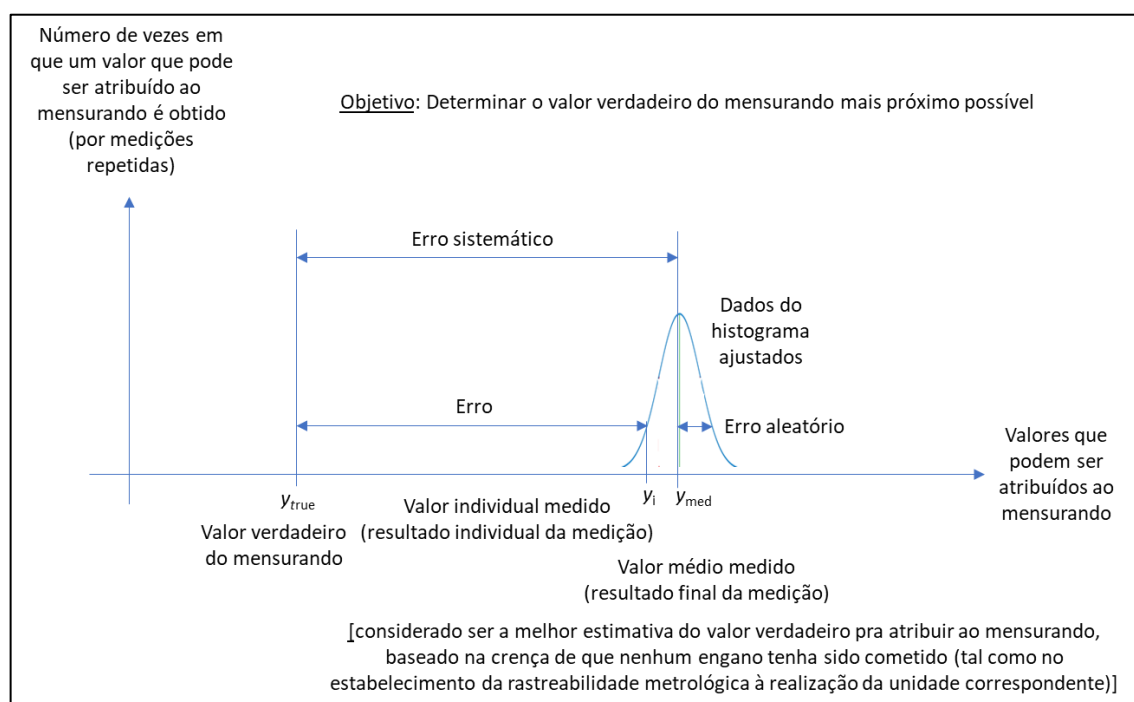 Número de vezes em
que um valor que pode
ser atribuído ao
mensurando é obtido
(por medições
repetidas)
Objetivo: Determinar o valor verdadeiro do mensurando mais próximo possível
Erro sistemático
Dados do
histograma
ajustados
Erro
Erro aleatório
Valores que
podem ser
atribuídos ao
mensurando
ytrue
yi
ymed
Valor verdadeiro
do mensurando
Valor individual medido
(resultado individual da medição)
Valor médio medido
(resultado final da medição)
[considerado ser a melhor estimativa do valor verdadeiro pra atribuir ao mensurando,
baseado na crença de que nenhum engano tenha sido cometido (tal como no
estabelecimento da rastreabilidade metrológica à realização da unidade correspondente)]